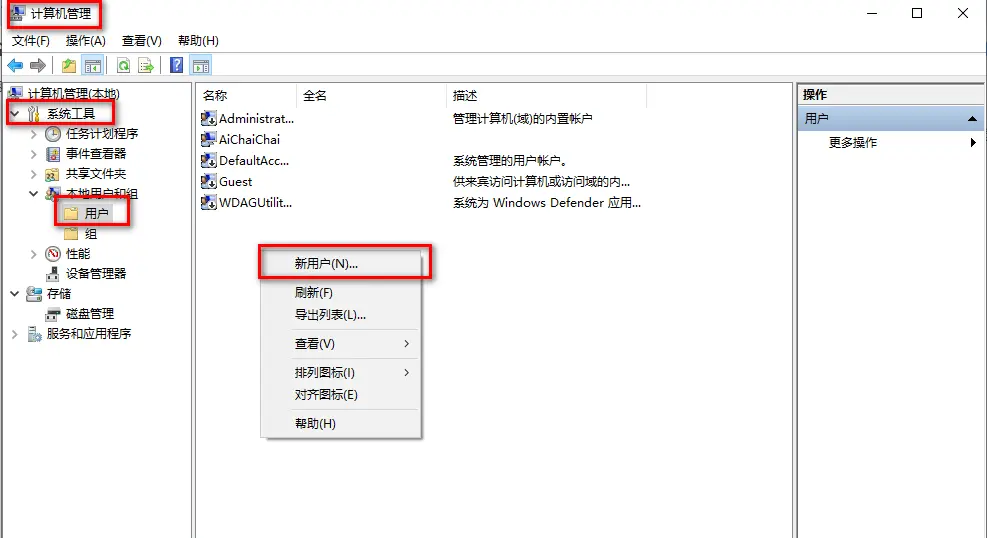 计算机管理
文件(F) 操作(A) 查看(V) 帮助(H)
计算机管理(本地)
系统工具
任务计划程序
事件查看器
共享文件夹
本地用户和组
用户
组
性能
设备管理器
存储
磁盘管理
服务和应用程序
名称 全名 描述
Administrat... 管理计算机(域)的内置帐户
AiChaiChai
DefaultAcc... 系统管理的用户帐户。
Guest 供来宾访问计算机或访问域的内...
WDAGUtilit... 系统为 Windows Defender 应用...
新用户(N)...
刷新(F)
导出列表(L)...
查看(V)
排列图标(I)
对齐图标(E)
帮助(H)
操作
用户
更多操作